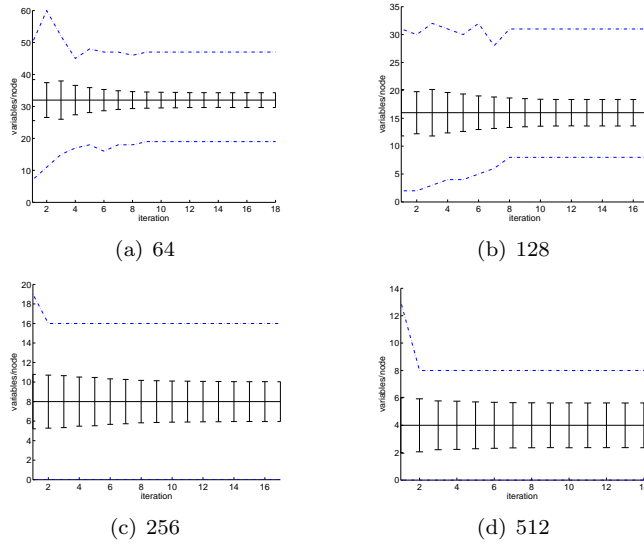 60
50
40
30
20
10
0
variables/node
2 4 6 8 10 12 14 16 18
iteration
(a) 64
35
30
25
20
15
10
5
0
variables/node
2 4 6 8 10 12 14 16
iteration
(b) 128
20
18
16
14
12
10
8
6
4
2
0
variables/node
2 4 6 8 10 12 14 16
iteration
(c) 256
14
12
10
8
6
4
2
0
variables/node
2 4 6 8 10 12 14
iteration
(d) 512